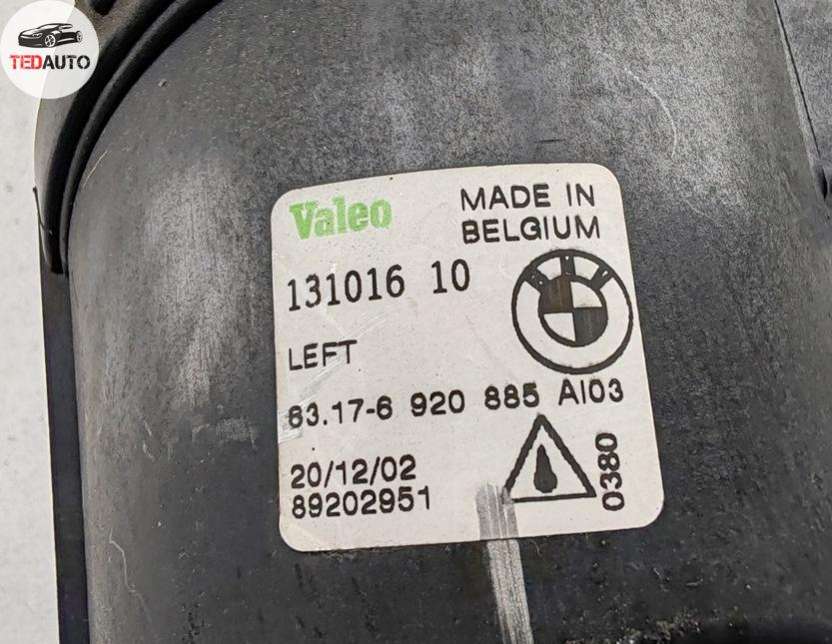 TEDAUTO
Valeo
MADE IN
BELGIUM
131016 10
BMW
LEFT
63.17-6 920 885 AI03
20/12/02
89202951
0380